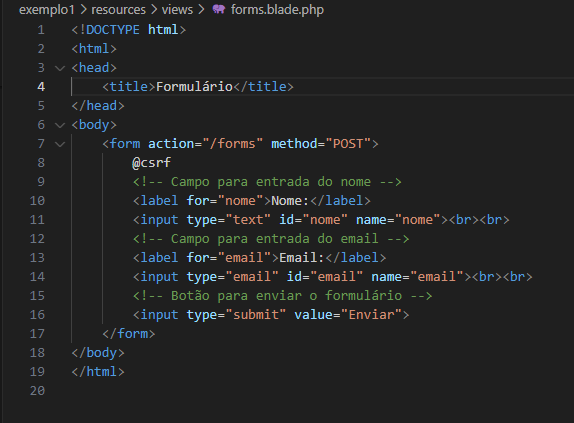 exemplo1 > resources > views > forms.blade.php
1 <!DOCTYPE html>
2 <html>
3 <head>
4     <title>Formulário</title>
5 </head>
6 <body>
7     <form action="/forms" method="POST">
8         @csrf
9         <!-- Campo para entrada do nome -->
10         <label for="nome">Nome:</label>
11         <input type="text" id="nome" name="nome"><br><br>
12         <!-- Campo para entrada do email -->
13         <label for="email">Email:</label>
14         <input type="email" id="email" name="email"><br><br>
15         <!-- Botão para enviar o formulário -->
16         <input type="submit" value="Enviar">
17     </form>
18 </body>
19 </html>
20